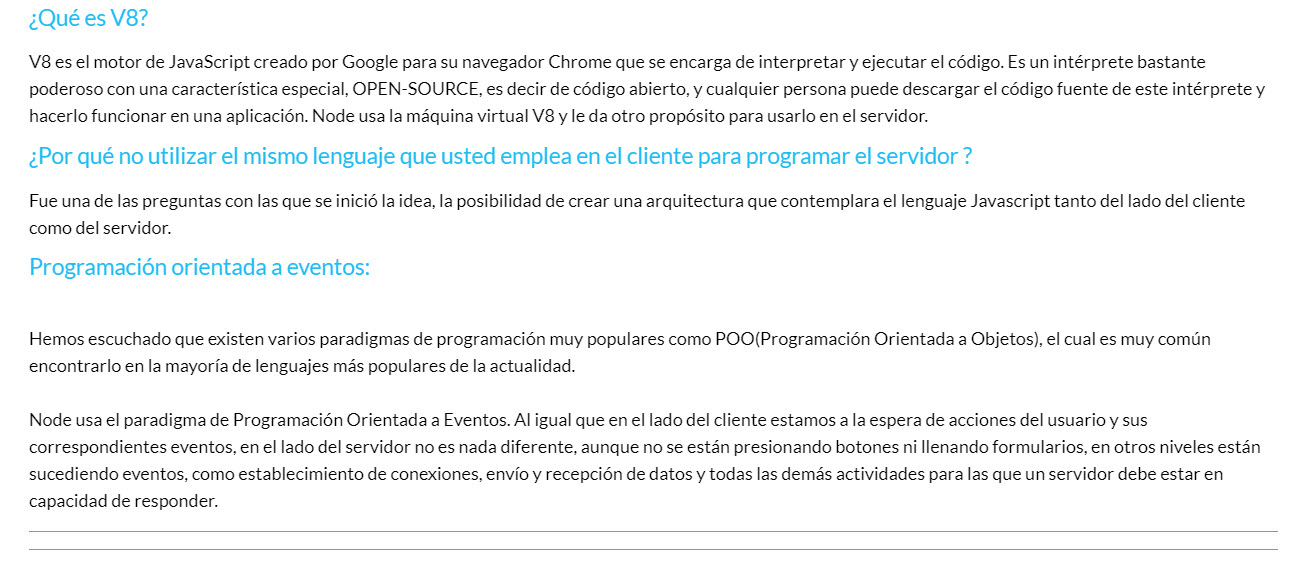 ¿Qué es V8?
V8 es el motor de JavaScript creado por Google para su navegador Chrome que se encarga de interpretar y ejecutar el código. Es un intérprete bastante
poderoso con una característica especial, OPEN-SOURCE, es decir de código abierto, y cualquier persona puede descargar el código fuente de este intérprete y
hacerlo funcionar en una aplicación. Node usa la máquina virtual V8 y le da otro propósito para usarlo en el servidor.
¿Por qué no utilizar el mismo lenguaje que usted emplea en el cliente para programar el servidor ?
Fue una de las preguntas con las que se inició la idea, la posibilidad de crear una arquitectura que contemplara el lenguaje Javascript tanto del lado del cliente
como del servidor.
Programación orientada a eventos:
Hemos escuchado que existen varios paradigmas de programación muy populares como POO(Programación Orientada a Objetos), el cual es muy común
encontrarlo en la mayoría de lenguajes más populares de la actualidad.
Node usa el paradigma de Programación Orientada a Eventos. Al igual que en el lado del cliente estamos a la espera de acciones del usuario y sus
correspondientes eventos, en el lado del servidor no es nada diferente, aunque no se están presionando botones ni llenando formularios, en otros niveles están
sucediendo eventos, como establecimiento de conexiones, envío y recepción de datos y todas las demás actividades para las que un servidor debe estar en
capacidad de responder.